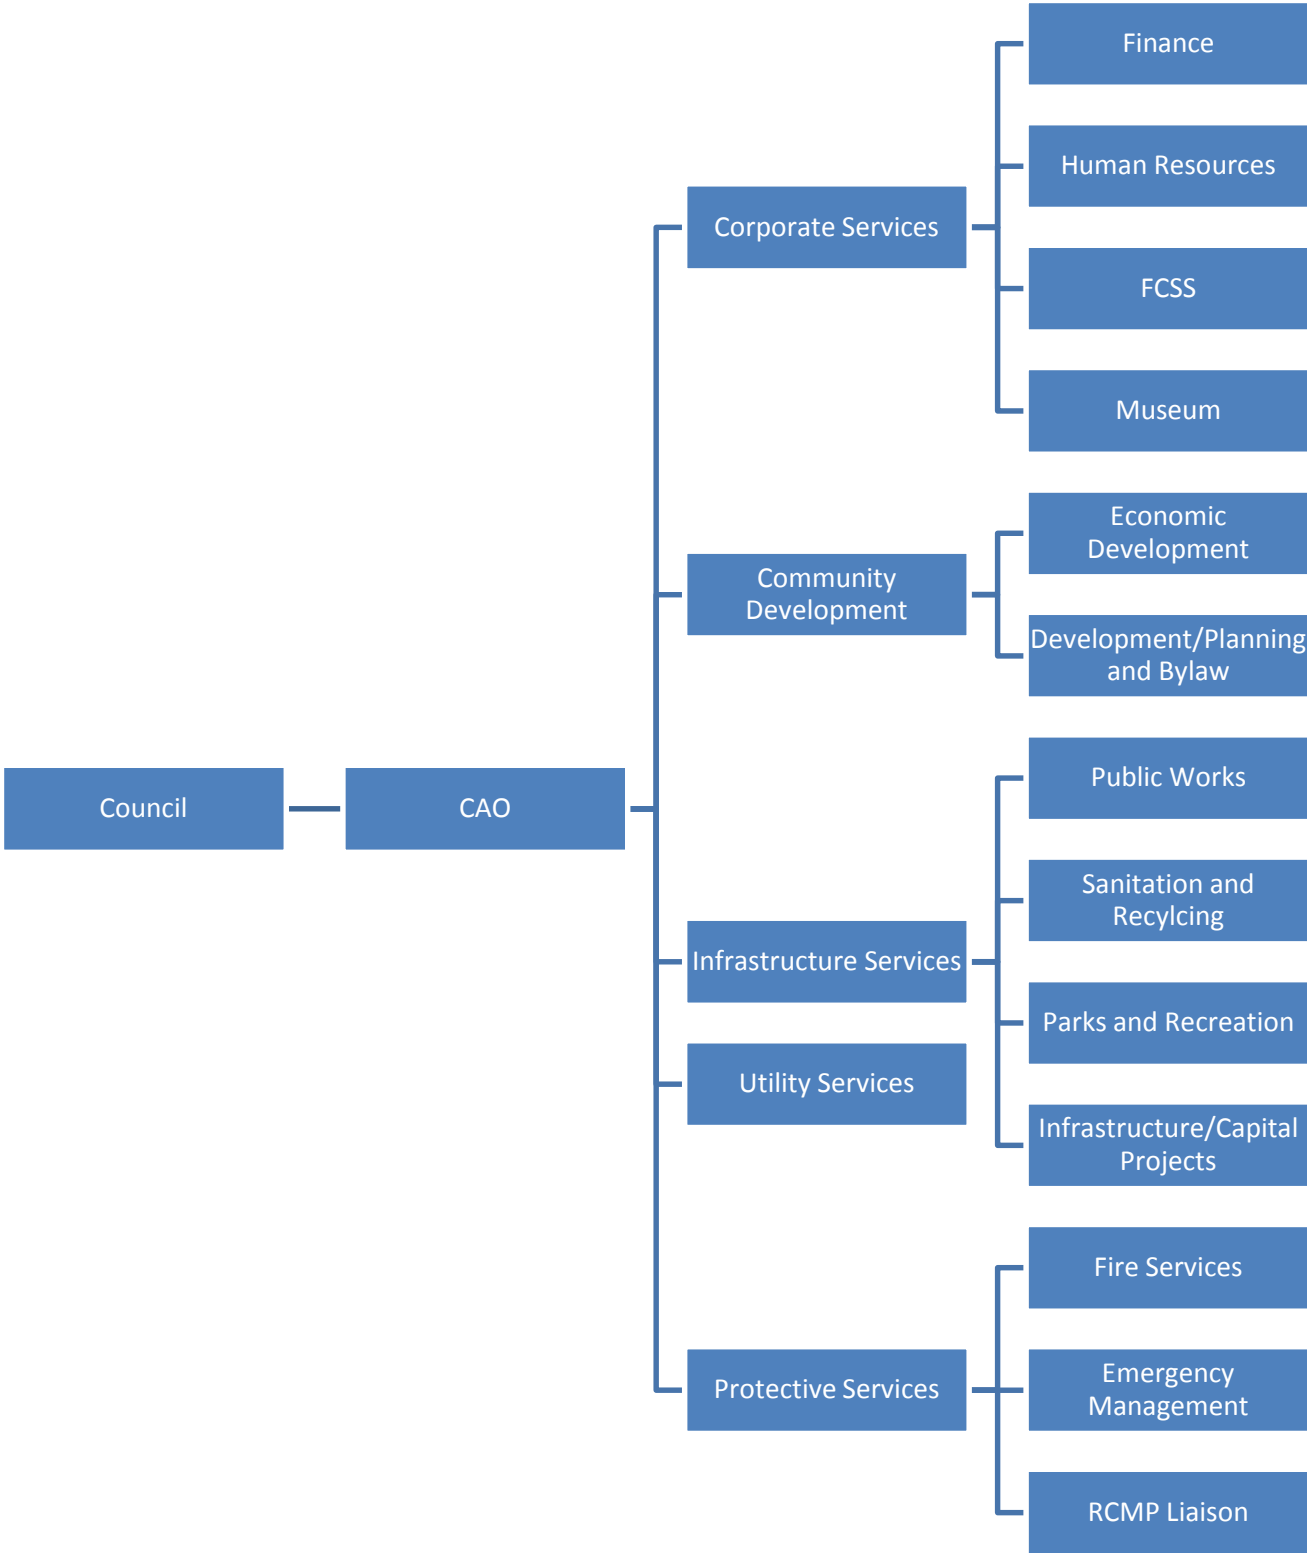 Finance
Human Resources
Corporate Services
FCSS
Museum
Economic
Development
Community
Development
Development/Planning
and Bylaw
Public Works
Council
CAO
Sanitation and
Recylcing
Infrastructure Services
Parks and Recreation
Utility Services
Infrastructure/Capital
Projects
Fire Services
Protective Services
Emergency
Management
RCMP Liaison